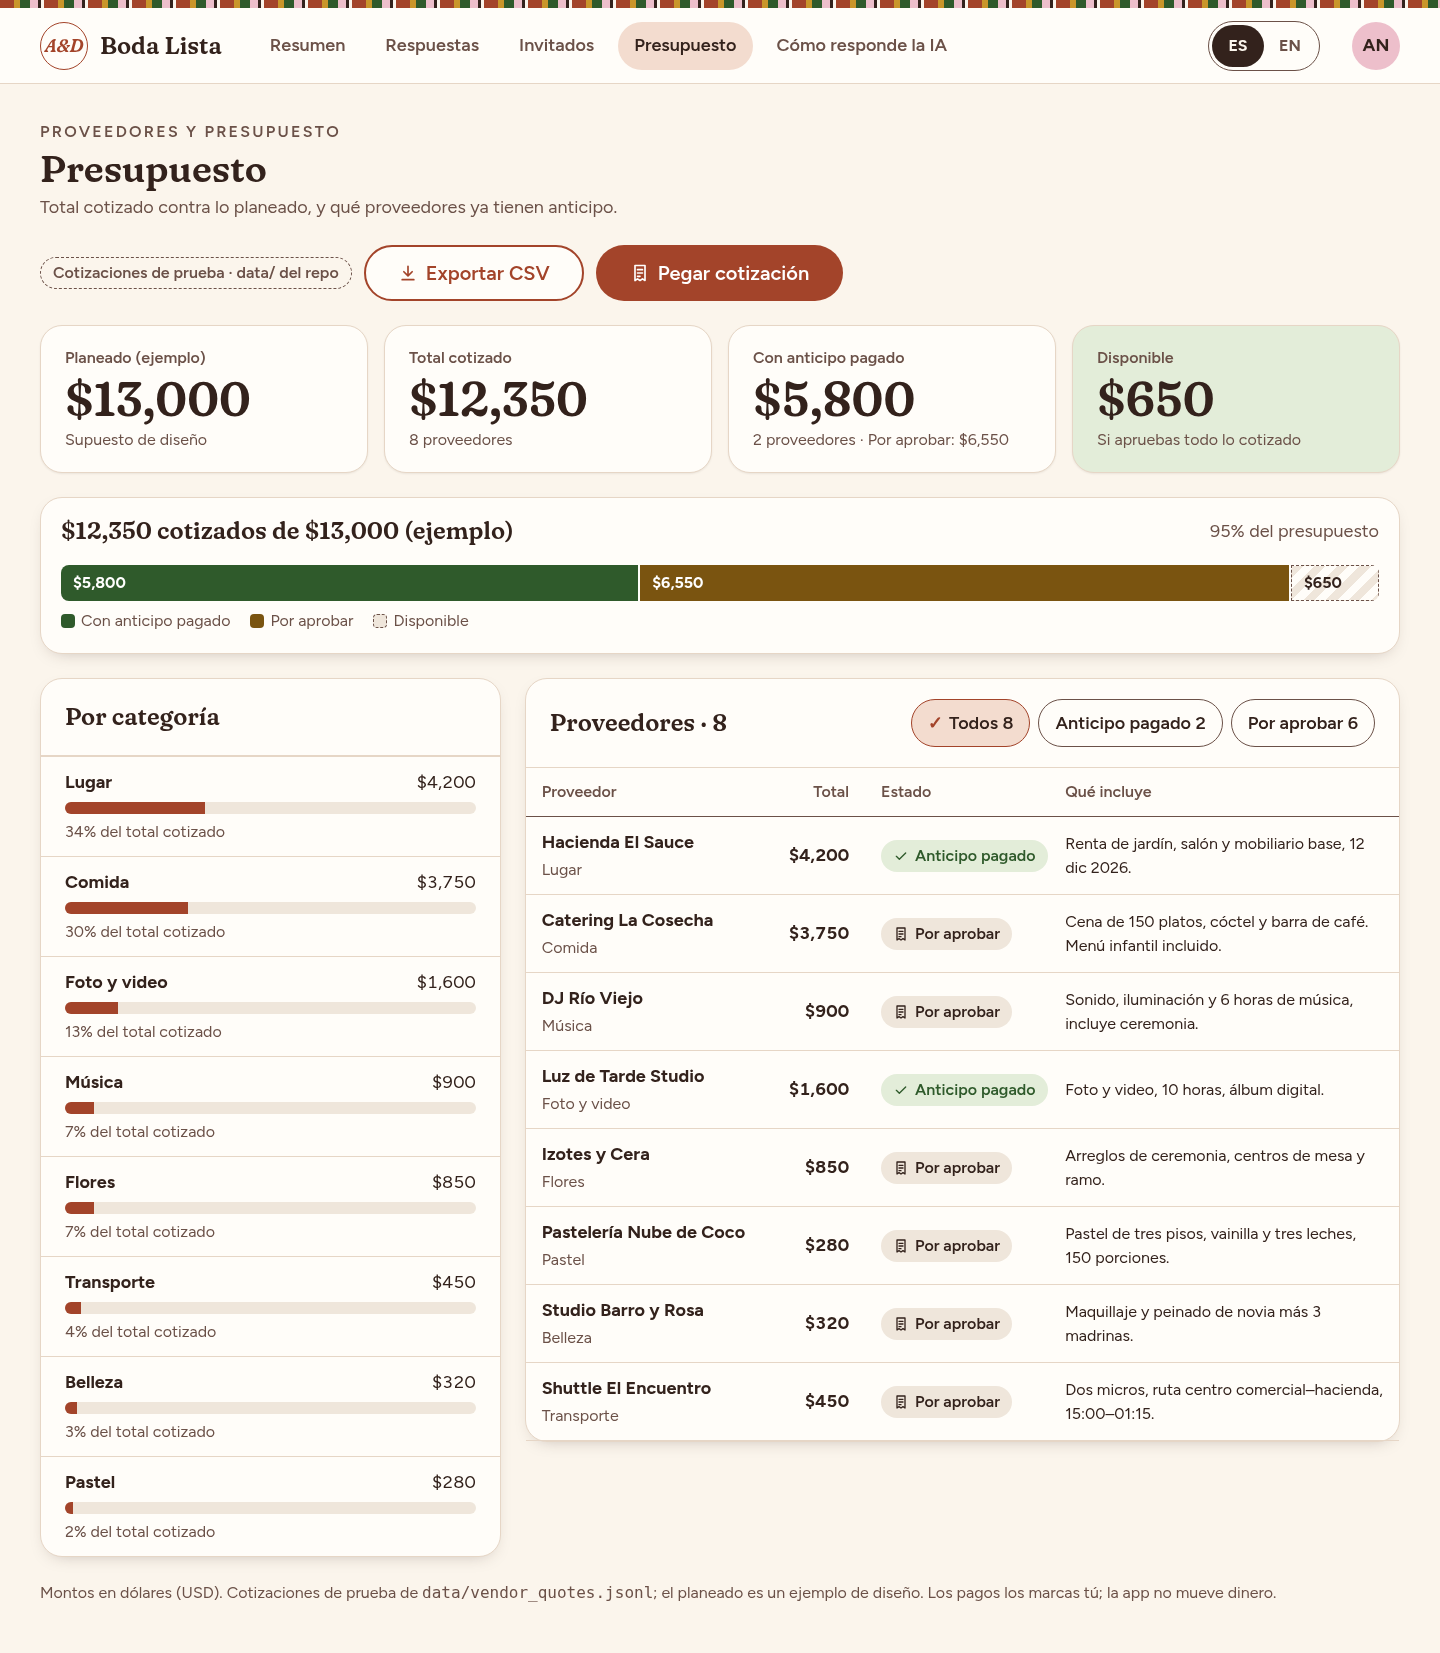 A&D
Boda Lista
Resumen
Respuestas
Invitados
Presupuesto
Cómo responde la IA
ES
EN
AN
PROVEEDORES Y PRESUPUESTO
Presupuesto
Total cotizado contra lo planeado, y qué proveedores ya tienen anticipo.
Cotizaciones de prueba · data/ del repo
Exportar CSV
Pegar cotización
Planeado (ejemplo)
$13,000
Supuesto de diseño
Total cotizado
$12,350
8 proveedores
Con anticipo pagado
$5,800
2 proveedores · Por aprobar: $6,550
Disponible
$650
Si apruebas todo lo cotizado
$12,350 cotizados de $13,000 (ejemplo)
95% del presupuesto
$5,800
$6,550
$650
Con anticipo pagado
Por aprobar
Disponible
Por categoría
Lugar $4,200
34% del total cotizado
Comida $3,750
30% del total cotizado
Foto y video $1,600
13% del total cotizado
Música $900
7% del total cotizado
Flores $850
7% del total cotizado
Transporte $450
4% del total cotizado
Belleza $320
3% del total cotizado
Pastel $280
2% del total cotizado
Proveedores · 8
✓ Todos 8
Anticipo pagado 2
Por aprobar 6
Proveedor Total Estado Qué incluye
Hacienda El Sauce
Lugar
$4,200
Anticipo pagado
Renta de jardín, salón y mobiliario base, 12
dic 2026.
Catering La Cosecha
Comida
$3,750
Por aprobar
Cena de 150 platos, cóctel y barra de café.
Menú infantil incluido.
DJ Río Viejo
Música
$900
Por aprobar
Sonido, iluminación y 6 horas de música,
incluye ceremonia.
Luz de Tarde Studio
Foto y video
$1,600
Anticipo pagado
Foto y video, 10 horas, álbum digital.
Izotes y Cera
Flores
$850
Por aprobar
Arreglos de ceremonia, centros de mesa y
ramo.
Pastelería Nube de Coco
Pastel
$280
Por aprobar
Pastel de tres pisos, vainilla y tres leches,
150 porciones.
Studio Barro y Rosa
Belleza
$320
Por aprobar
Maquillaje y peinado de novia más 3
madrinas.
Shuttle El Encuentro
Transporte
$450
Por aprobar
Dos micros, ruta centro comercial–hacienda,
15:00–01:15.
Montos en dólares (USD). Cotizaciones de prueba de data/vendor_quotes.jsonl; el planeado es un ejemplo de diseño. Los pagos los marcas tú; la app no mueve dinero.